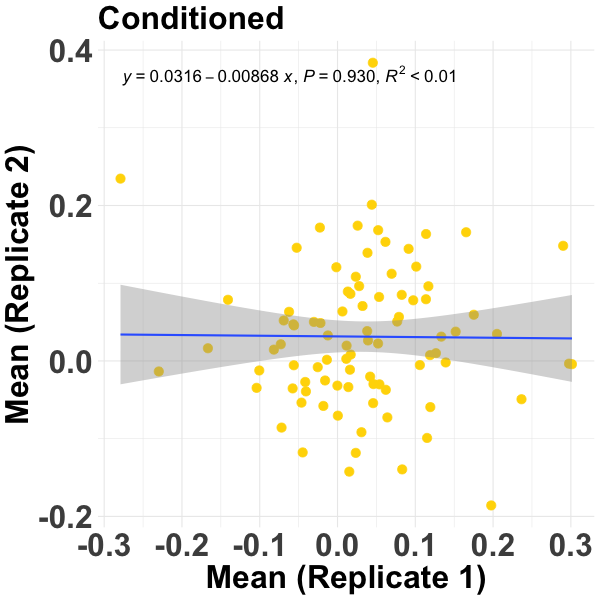 Conditioned
y = 0.0316 – 0.00868 x, P = 0.930, R² < 0.01
0.4
0.2
0.0
-0.2
Mean (Replicate 2)
-0.3 -0.2 -0.1 0.0 0.1 0.2 0.3
Mean (Replicate 1)